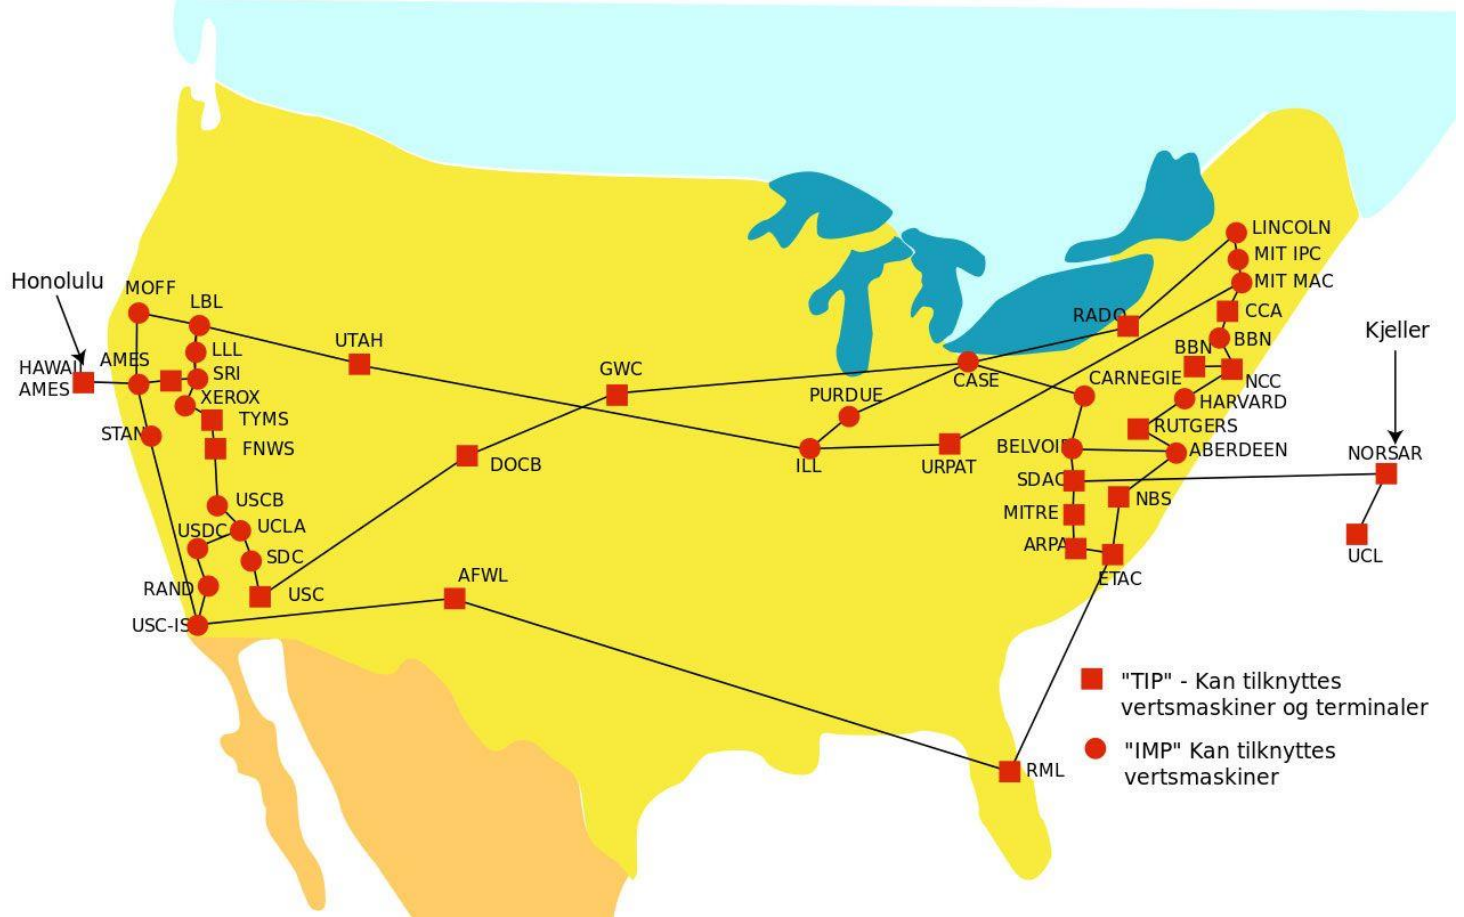 Honolulu
MOFF
LBL
HAWAII
AMES
AMES
LLL
SRI
XEROX
TYMS
STAN
FNWS
USCB
USDC
UCLA
SDC
RAND
USC
USC-IS
UTAH
GWC
DOCB
AFWL
PURDUE
ILL
URPAT
CASE
RADC
LINCOLN
MIT IPC
MIT MAC
CCA
BBN
BBN
NCC
CARNEGIE
HARVARD
RUTGERS
BELVOIR
ABERDEEN
SDAC
NBS
MITRE
ARPA
ETAC
RML
Kjeller
NORSAR
UCL
"TIP" - Kan tilknyttes
vertsmaskiner og terminaler
"IMP" Kan tilknyttes
vertsmaskiner